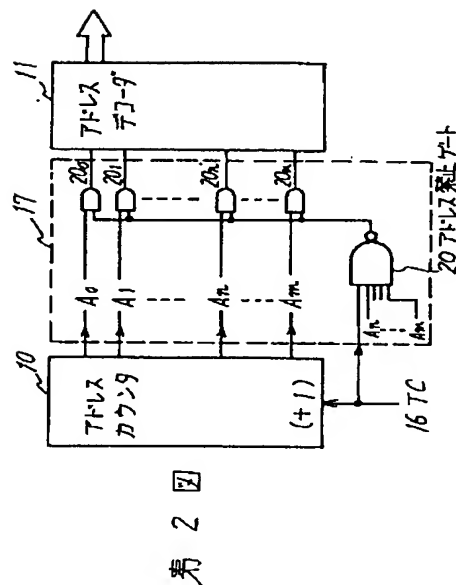 11
アドレス
デコーダ
17
20₀
20₁
20n
20m
A₀
A₁
An
Am
20 アドレス禁止ゲート
An
Am
10
アドレス
カウンタ
(+1)
16 TC
第 2 図